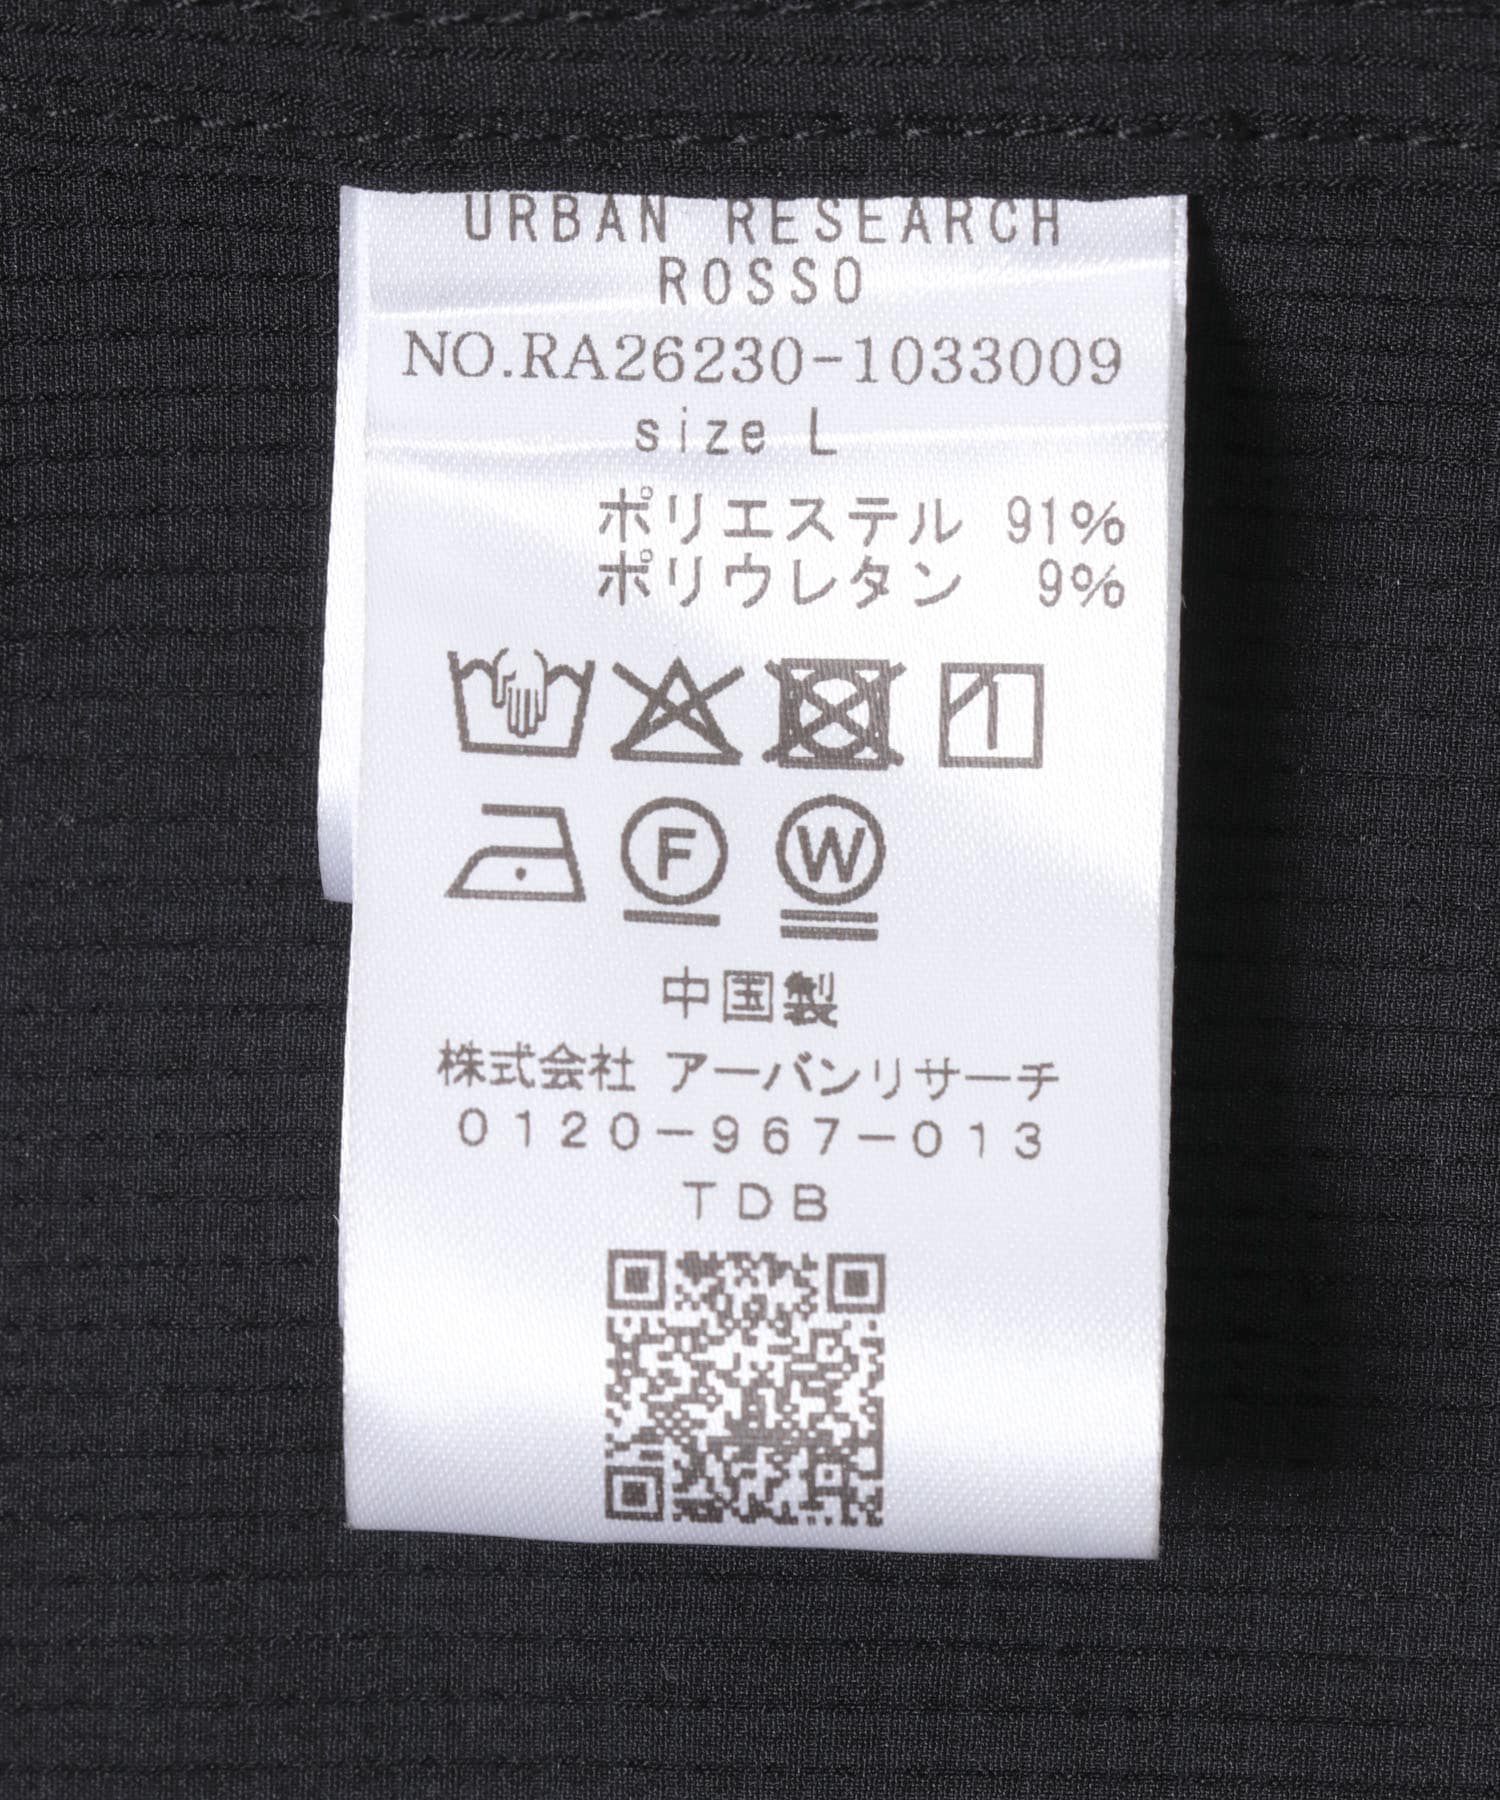 URBAN RESEARCH
ROSSO
NO.RA26230-1033009
size L
ポリエステル 91%
ポリウレタン 9%
F W
中国製
株式会社 アーバンリサーチ
0120-967-013
TDB